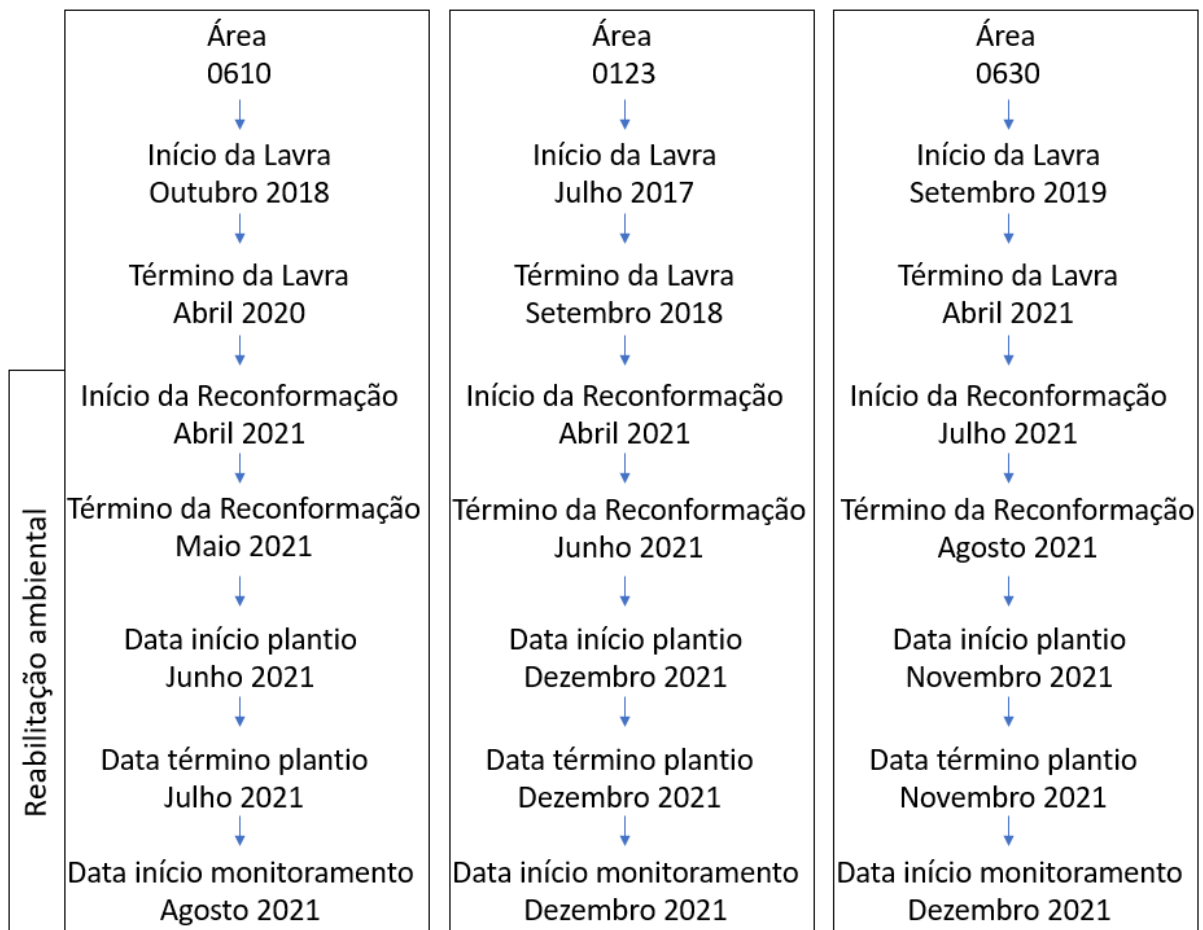 Área
0610
Início da Lavra
Outubro 2018
Término da Lavra
Abril 2020
Início da Reconformação
Abril 2021
Término da Reconformação
Maio 2021
Data início plantio
Junho 2021
Data término plantio
Julho 2021
Data início monitoramento
Agosto 2021
Área
0123
Início da Lavra
Julho 2017
Término da Lavra
Setembro 2018
Início da Reconformação
Abril 2021
Término da Reconformação
Junho 2021
Data início plantio
Dezembro 2021
Data término plantio
Dezembro 2021
Data início monitoramento
Dezembro 2021
Área
0630
Início da Lavra
Setembro 2019
Término da Lavra
Abril 2021
Início da Reconformação
Julho 2021
Término da Reconformação
Agosto 2021
Data início plantio
Novembro 2021
Data término plantio
Novembro 2021
Data início monitoramento
Dezembro 2021
Reabilitação ambiental